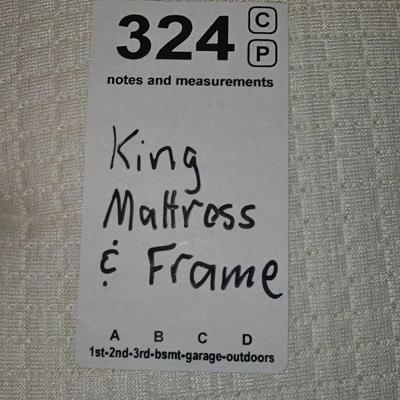 324 C
P
notes and measurements
King
Mattress
& Frame
A B C D
1st-2nd-3rd-bsmt-garage-outdoors